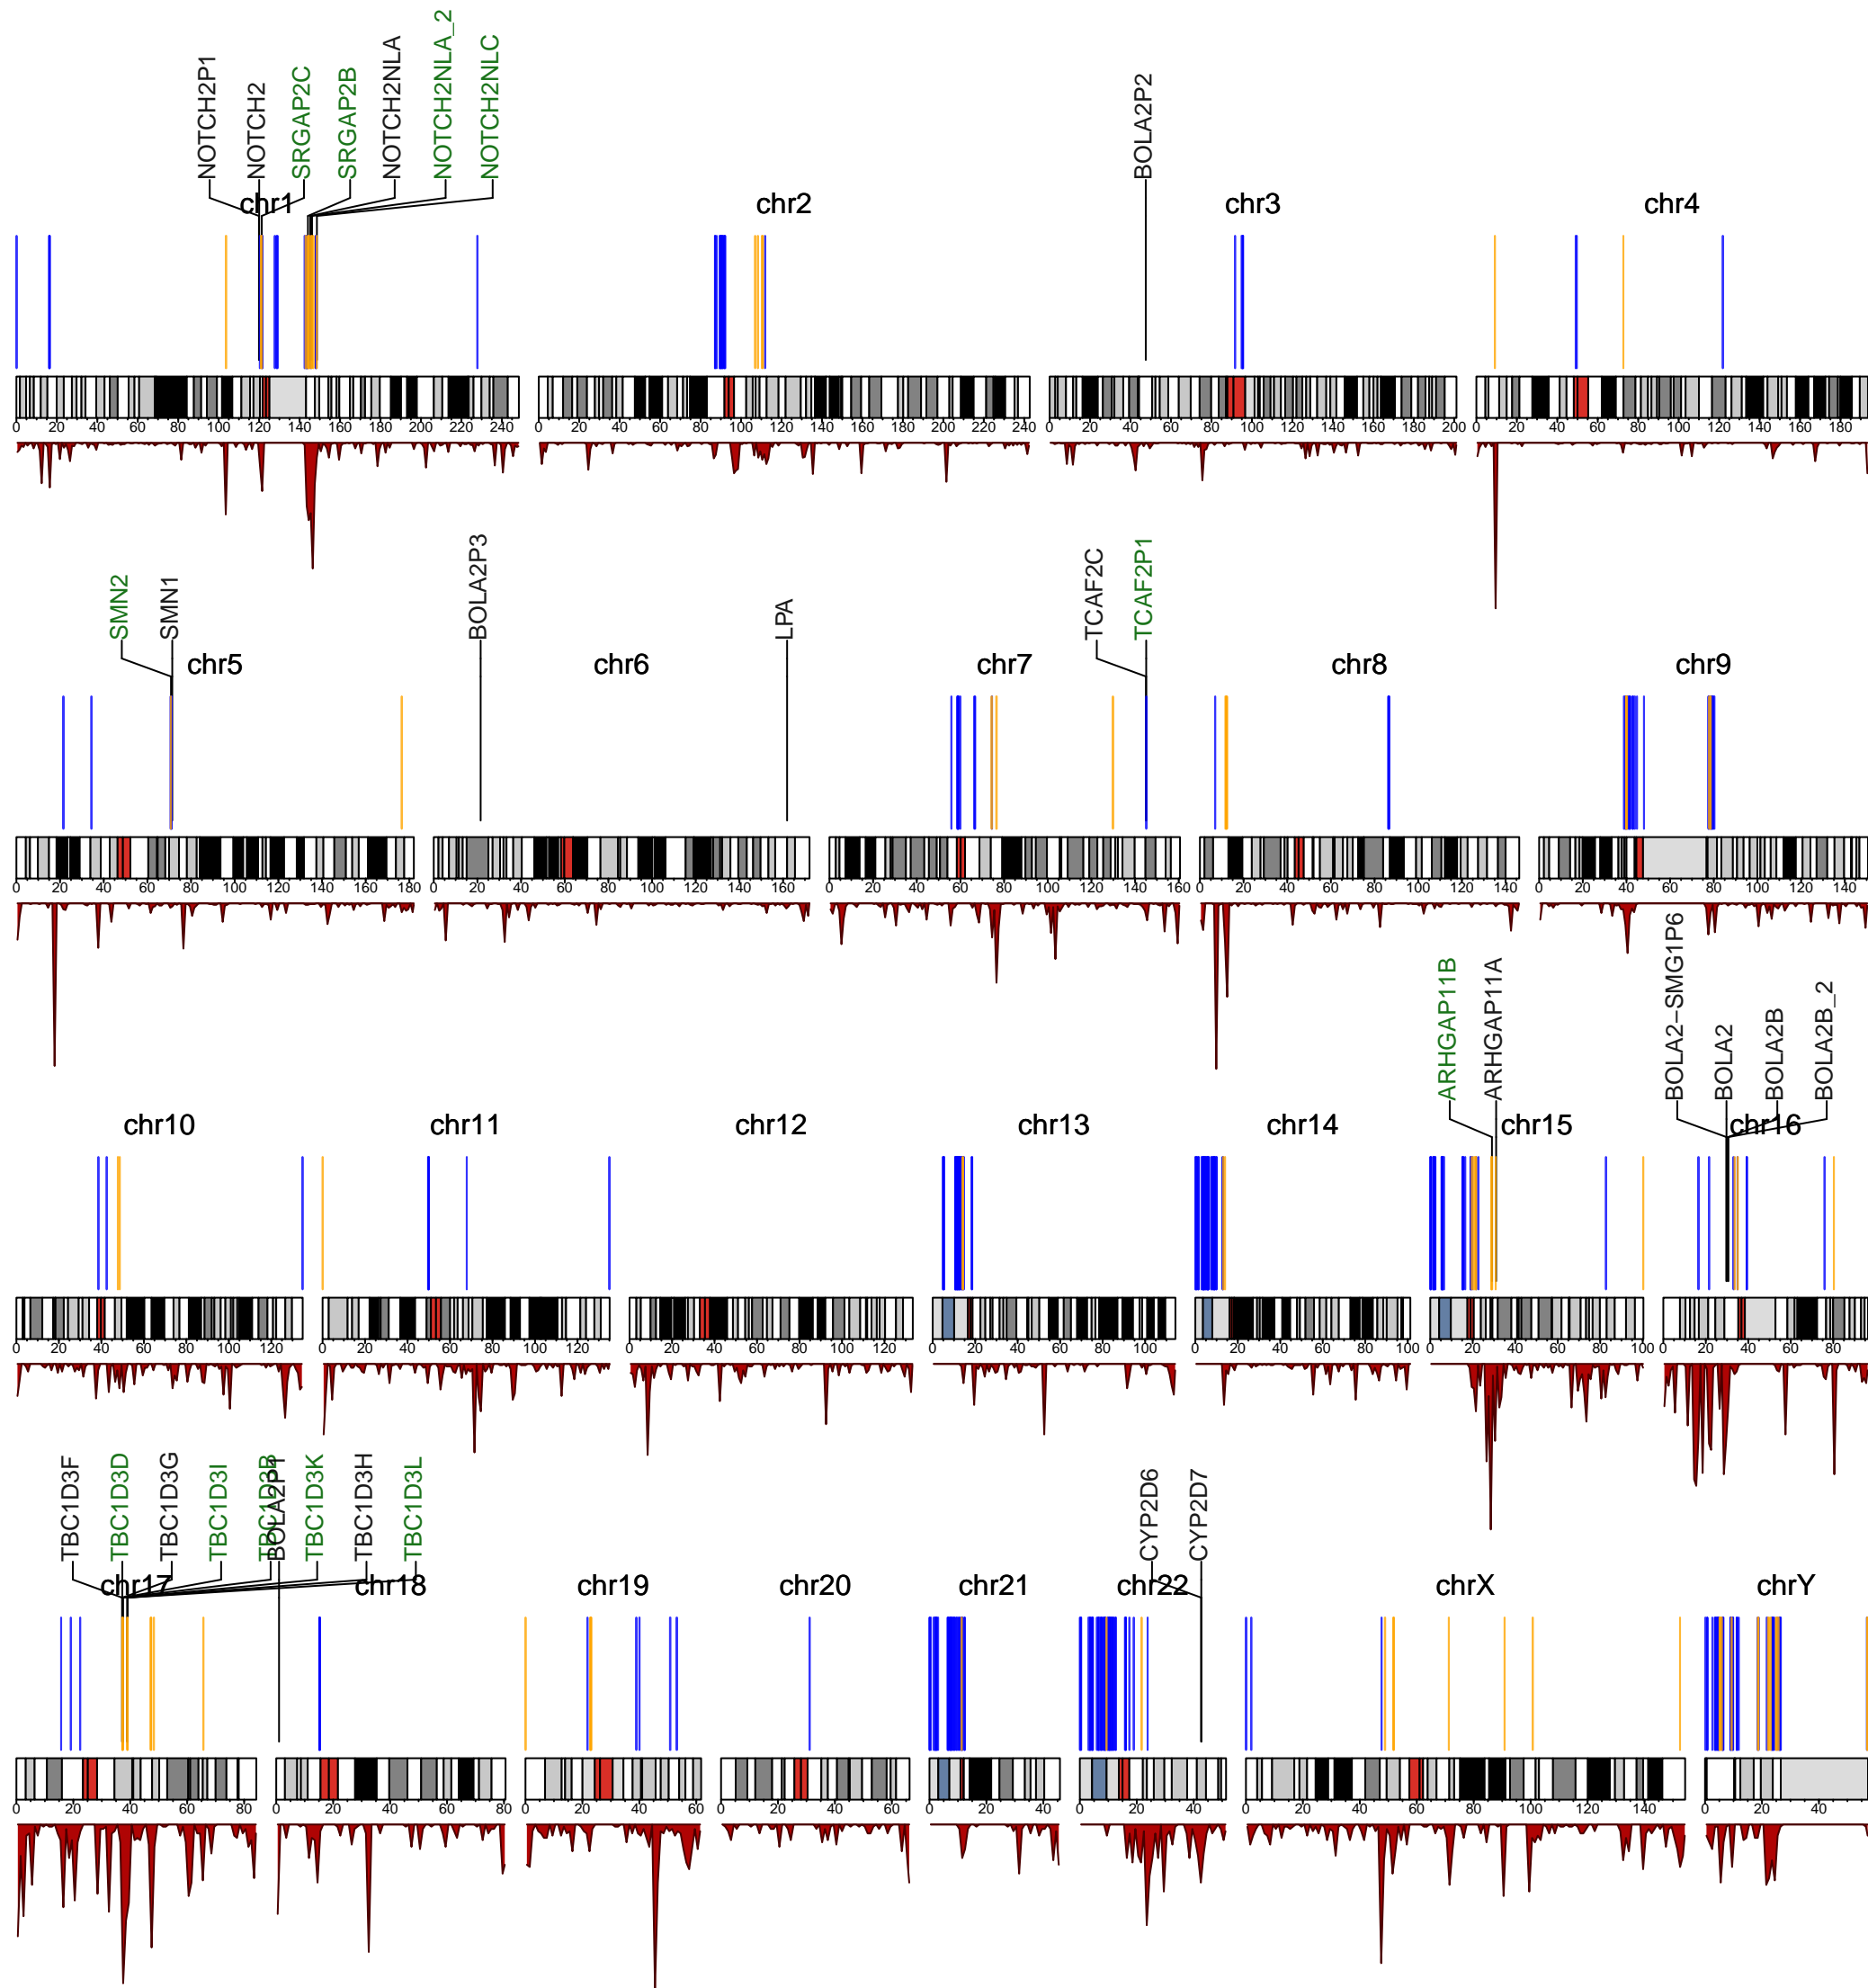 NOTCH2P1 NOTCH2 SRGAP2C SRGAP2B NOTCH2NLA NOTCH2NLA_2 NOTCH2NLC BOLA2P2
chr1 chr2 chr3 chr4
0 20 40 60 80 100 120 140 160 180 200 220 240 0 20 40 60 80 100 120 140 160 180 200 220 240 0 20 40 60 80 100 120 140 160 180 200 0 20 40 60 80 100 120 140 160 180
SMN2 SMN1 BOLA2P3 LPA TCAF2C TCAF2P1
chr5 chr6 chr7 chr8 chr9
0 20 40 60 80 100 120 140 160 180 0 20 40 60 80 100 120 140 160 0 20 40 60 80 100 120 140 160 0 20 40 60 80 100 120 140 0 20 40 60 80 100 120 140
ARHGAP11B ARHGAP11A BOLA2−SMG1P6 BOLA2 BOLA2B BOLA2B_2
chr10 chr11 chr12 chr13 chr14 chr15 chr16
0 20 40 60 80 100 120 0 20 40 60 80 100 120 0 20 40 60 80 100 120 0 20 40 60 80 100 0 20 40 60 80 100 0 20 40 60 80 100 0 20 40 60 80
TBC1D3F TBC1D3D TBC1D3G TBC1D3I TBC1D3B BOLA2P1 TBC1D3K TBC1D3H TBC1D3L CYP2D6 CYP2D7
chr17 chr18 chr19 chr20 chr21 chr22 chrX chrY
0 20 40 60 80 0 20 40 60 80 0 20 40 60 0 20 40 60 0 20 40 0 20 40 0 20 40 60 80 100 120 140 0 20 40